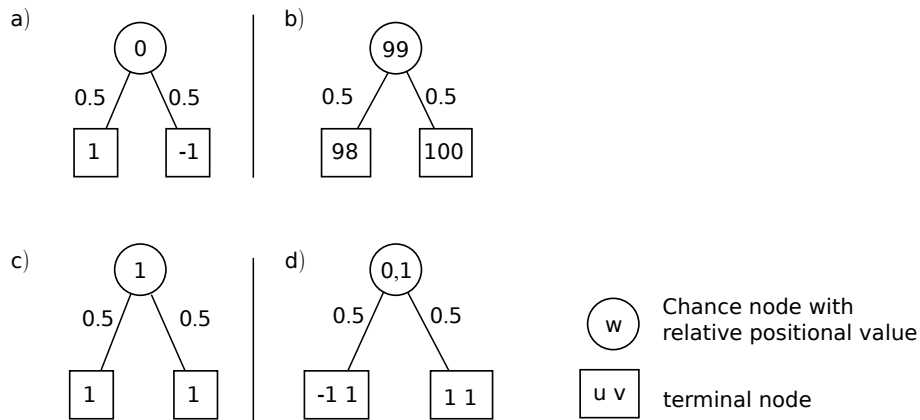 a)
0
0.5 0.5
1 -1
b)
99
0.5 0.5
98 100
c)
1
0.5 0.5
1 1
d)
0,1
0.5 0.5
-1 1 1 1
w
Chance node with
relative positional value
u v
terminal node